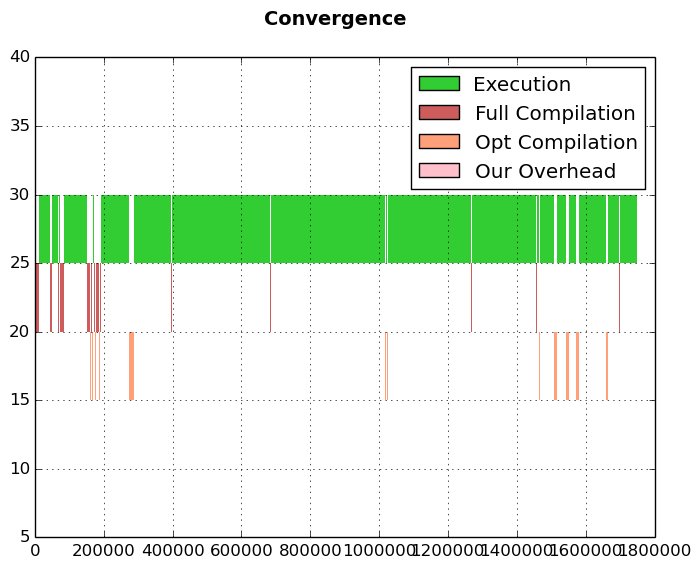 Convergence
40
35
30
25
20
15
10
5
Execution
Full Compilation
Opt Compilation
Our Overhead
0 200000 400000 600000 800000 1000000 1200000 1400000 1600000 1800000